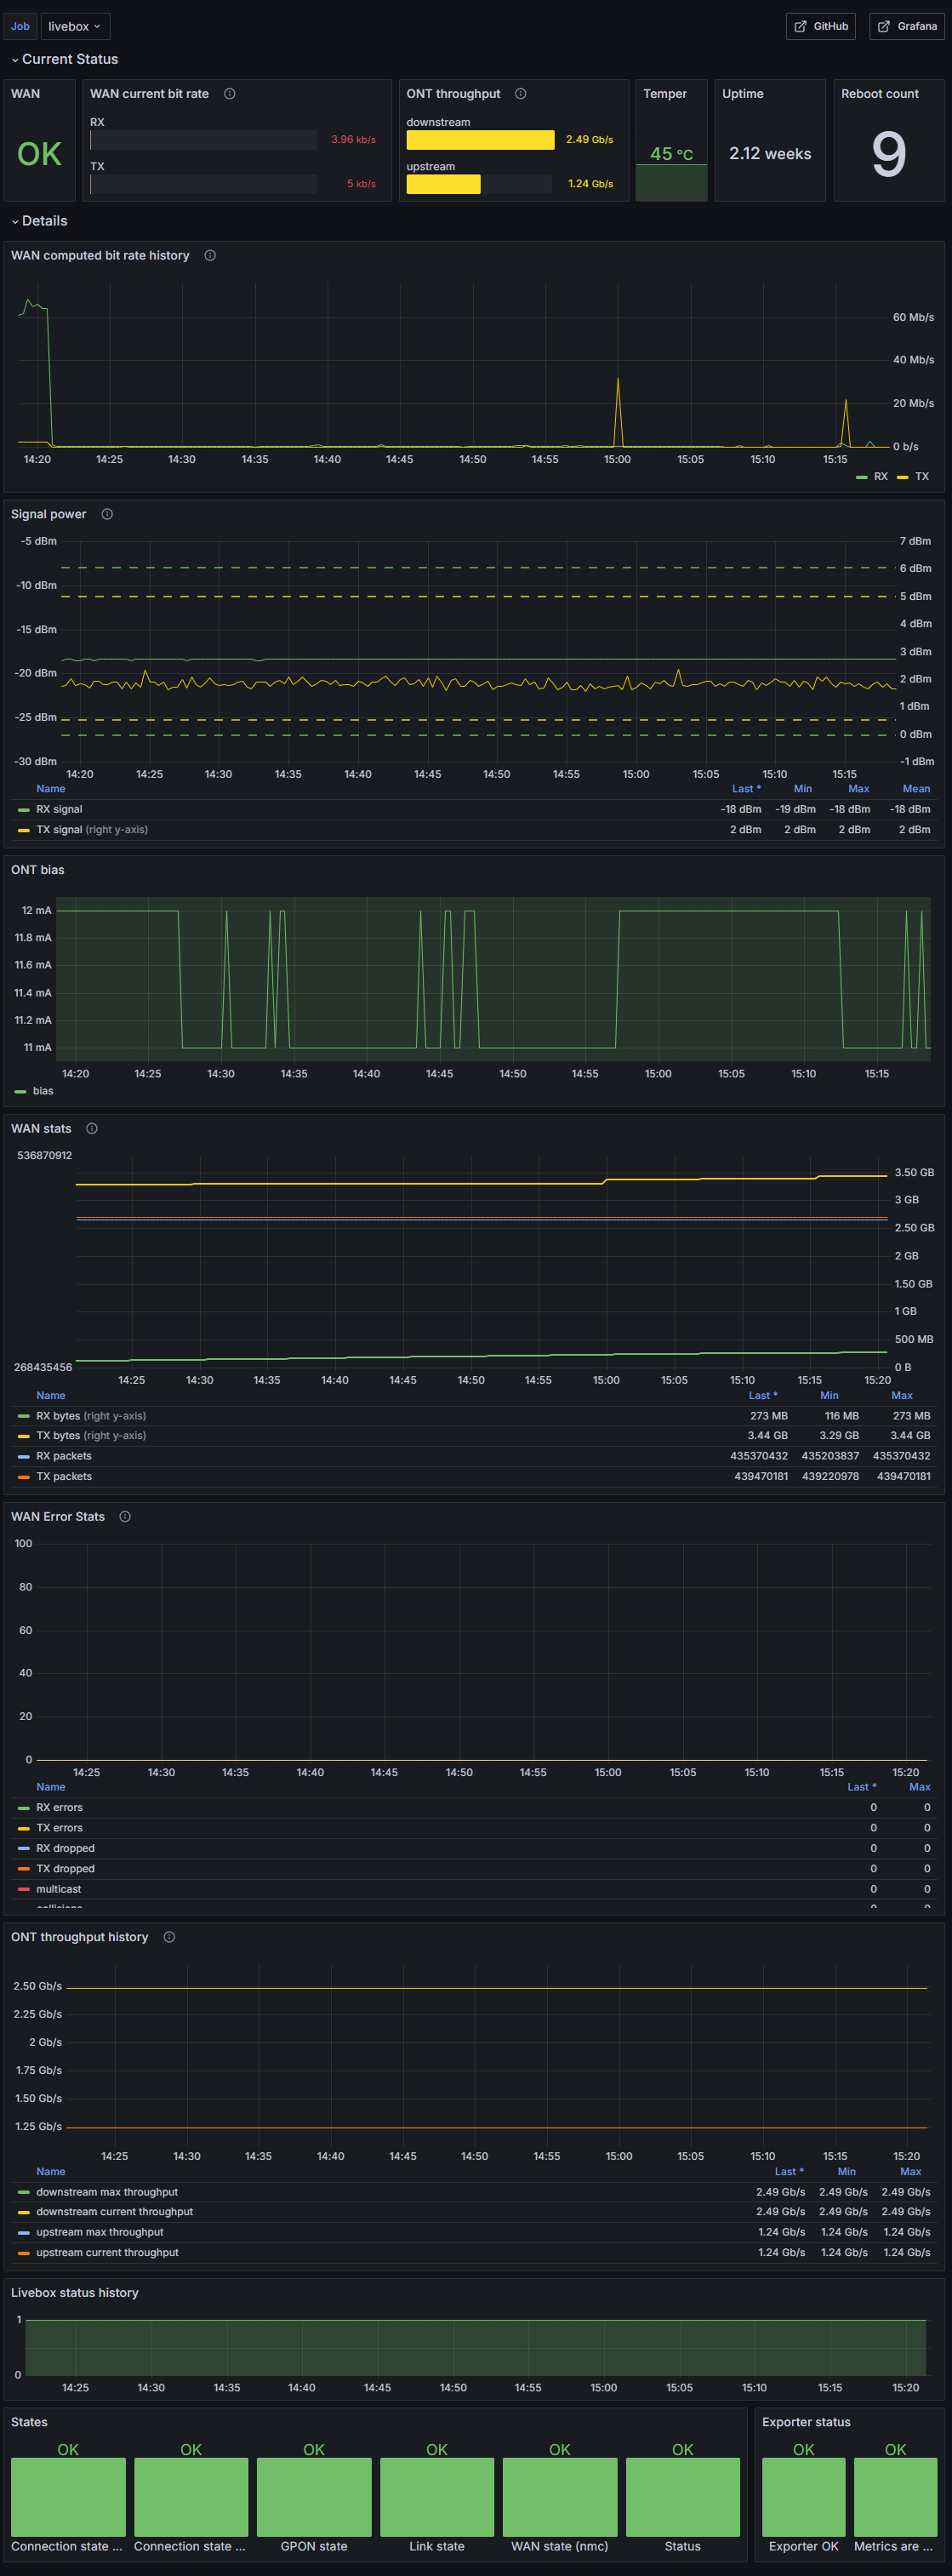 Job livebox GitHub Grafana
Current Status
WAN WAN current bit rate ONT throughput Temper Uptime Reboot count
OK
RX 3.96 kb/s
TX 5 kb/s
downstream 2.49 Gb/s
upstream 1.24 Gb/s
45 °C
2.12 weeks
9
Details
WAN computed bit rate history
60 Mb/s
40 Mb/s
20 Mb/s
0 b/s
14:20 14:25 14:30 14:35 14:40 14:45 14:50 14:55 15:00 15:05 15:10 15:15
RX TX
Signal power
-5 dBm 7 dBm
6 dBm
-10 dBm 5 dBm
-15 dBm 4 dBm
3 dBm
-20 dBm 2 dBm
-25 dBm 1 dBm
0 dBm
-30 dBm -1 dBm
14:20 14:25 14:30 14:35 14:40 14:45 14:50 14:55 15:00 15:05 15:10 15:15
Name Last * Min Max Mean
RX signal -18 dBm -19 dBm -18 dBm -18 dBm
TX signal (right y-axis) 2 dBm 2 dBm 2 dBm 2 dBm
ONT bias
12 mA
11.8 mA
11.6 mA
11.4 mA
11.2 mA
11 mA
14:20 14:25 14:30 14:35 14:40 14:45 14:50 14:55 15:00 15:05 15:10 15:15
bias
WAN stats
536870912
3.50 GB
3 GB
2.50 GB
2 GB
1.50 GB
1 GB
500 MB
268435456 0 B
14:25 14:30 14:35 14:40 14:45 14:50 14:55 15:00 15:05 15:10 15:15 15:20
Name Last * Min Max
RX bytes (right y-axis) 273 MB 116 MB 273 MB
TX bytes (right y-axis) 3.44 GB 3.29 GB 3.44 GB
RX packets 435370432 435203837 435370432
TX packets 439470181 439220978 439470181
WAN Error Stats
100
80
60
40
20
0
14:25 14:30 14:35 14:40 14:45 14:50 14:55 15:00 15:05 15:10 15:15 15:20
Name Last * Max
RX errors 0 0
TX errors 0 0
RX dropped 0 0
TX dropped 0 0
multicast 0 0
ONT throughput history
2.50 Gb/s
2.25 Gb/s
2 Gb/s
1.75 Gb/s
1.50 Gb/s
1.25 Gb/s
14:25 14:30 14:35 14:40 14:45 14:50 14:55 15:00 15:05 15:10 15:15 15:20
Name Last * Min Max
downstream max throughput 2.49 Gb/s 2.49 Gb/s 2.49 Gb/s
downstream current throughput 2.49 Gb/s 2.49 Gb/s 2.49 Gb/s
upstream max throughput 1.24 Gb/s 1.24 Gb/s 1.24 Gb/s
upstream current throughput 1.24 Gb/s 1.24 Gb/s 1.24 Gb/s
Livebox status history
1
0
14:25 14:30 14:35 14:40 14:45 14:50 14:55 15:00 15:05 15:10 15:15 15:20
States Exporter status
OK OK OK OK OK OK OK OK
Connection state ... Connection state ... GPON state Link state WAN state (nmc) Status Exporter OK Metrics are ...